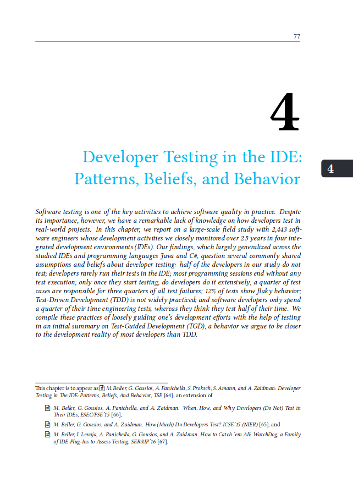 77
4
Developer Testing in the IDE:
Patterns, Beliefs, and Behavior
4
Software testing is one of the key activities to achieve software quality in practice. Despite
its importance, however, we have a remarkable lack of knowledge on how developers test in
real-world projects. In this chapter, we report on a large-scale field study with 2,443 soft-
ware engineers whose development activities we closely monitored over 2.5 years in four inte-
grated development environments (IDEs). Our findings, which largely generalized across the
studied IDEs and programming languages Java and C#, question several commonly shared
assumptions and beliefs about developer testing: half of the developers in our study do not
test; developers rarely run their tests in the IDE; most programming sessions end without any
test execution; only once they start testing, do developers do it extensively; a quarter of test
cases are responsible for three quarters of all test failures; 12% of tests show flaky behavior;
Test-Driven Development (TDD) is not widely practiced; and software developers only spend
a quarter of their time engineering tests, whereas they think they test half of their time. We
compile these practices of loosely guiding one's development efforts with the help of testing
in an initial summary on Test-Guided Development (TGD), a behavior we argue to be closer
to the development reality of most developers than TDD.
This chapter is to appear as M. Beller, G. Gousios, A. Panichella, S. Proksch, S. Amann, and A. Zaidman. Developer
Testing in The IDE: Patterns, Beliefs, And Behavior, TSE [64], an extension of
M. Beller, G. Gousios, A. Panichella, and A. Zaidman. When, How, and Why Developers (Do Not) Test in
Their IDEs, ESEC/FSE'15 [66],
M. Beller, G. Gousios, and A. Zaidman. How (Much) Do Developers Test? ICSE'15 (NIER) [65], and
M. Beller, I. Levaja, A. Panichella, G. Gousios, and A. Zaidman. How to Catch 'em All: WatchDog, a Family
of IDE Plug-Ins to Assess Testing, SER&IP'16 [67].